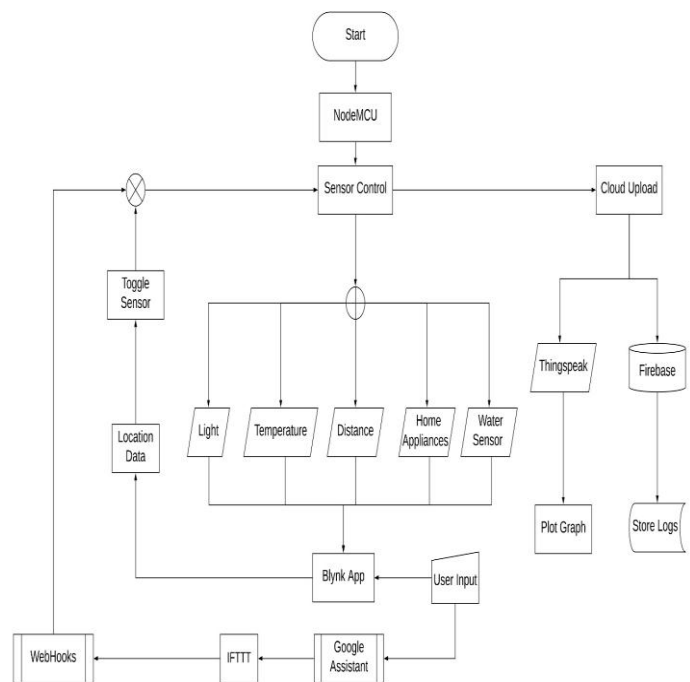 Start
NodeMCU
Sensor Control
Cloud Upload
Toggle
Sensor
Thingspeak
Firebase
Light
Temperature
Distance
Home
Appliances
Water
Sensor
Location
Data
Plot Graph
Store Logs
Blynk App
User Input
WebHooks
IFTTT
Google
Assistant